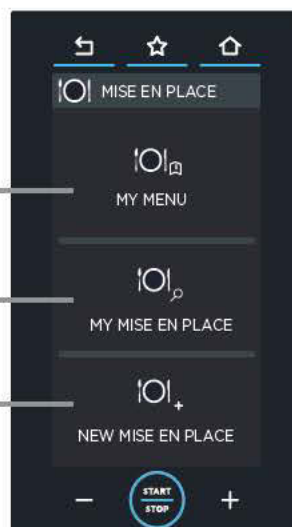 MISE EN PLACE
MY MENU
MY MISE EN PLACE
NEW MISE EN PLACE
START
STOP